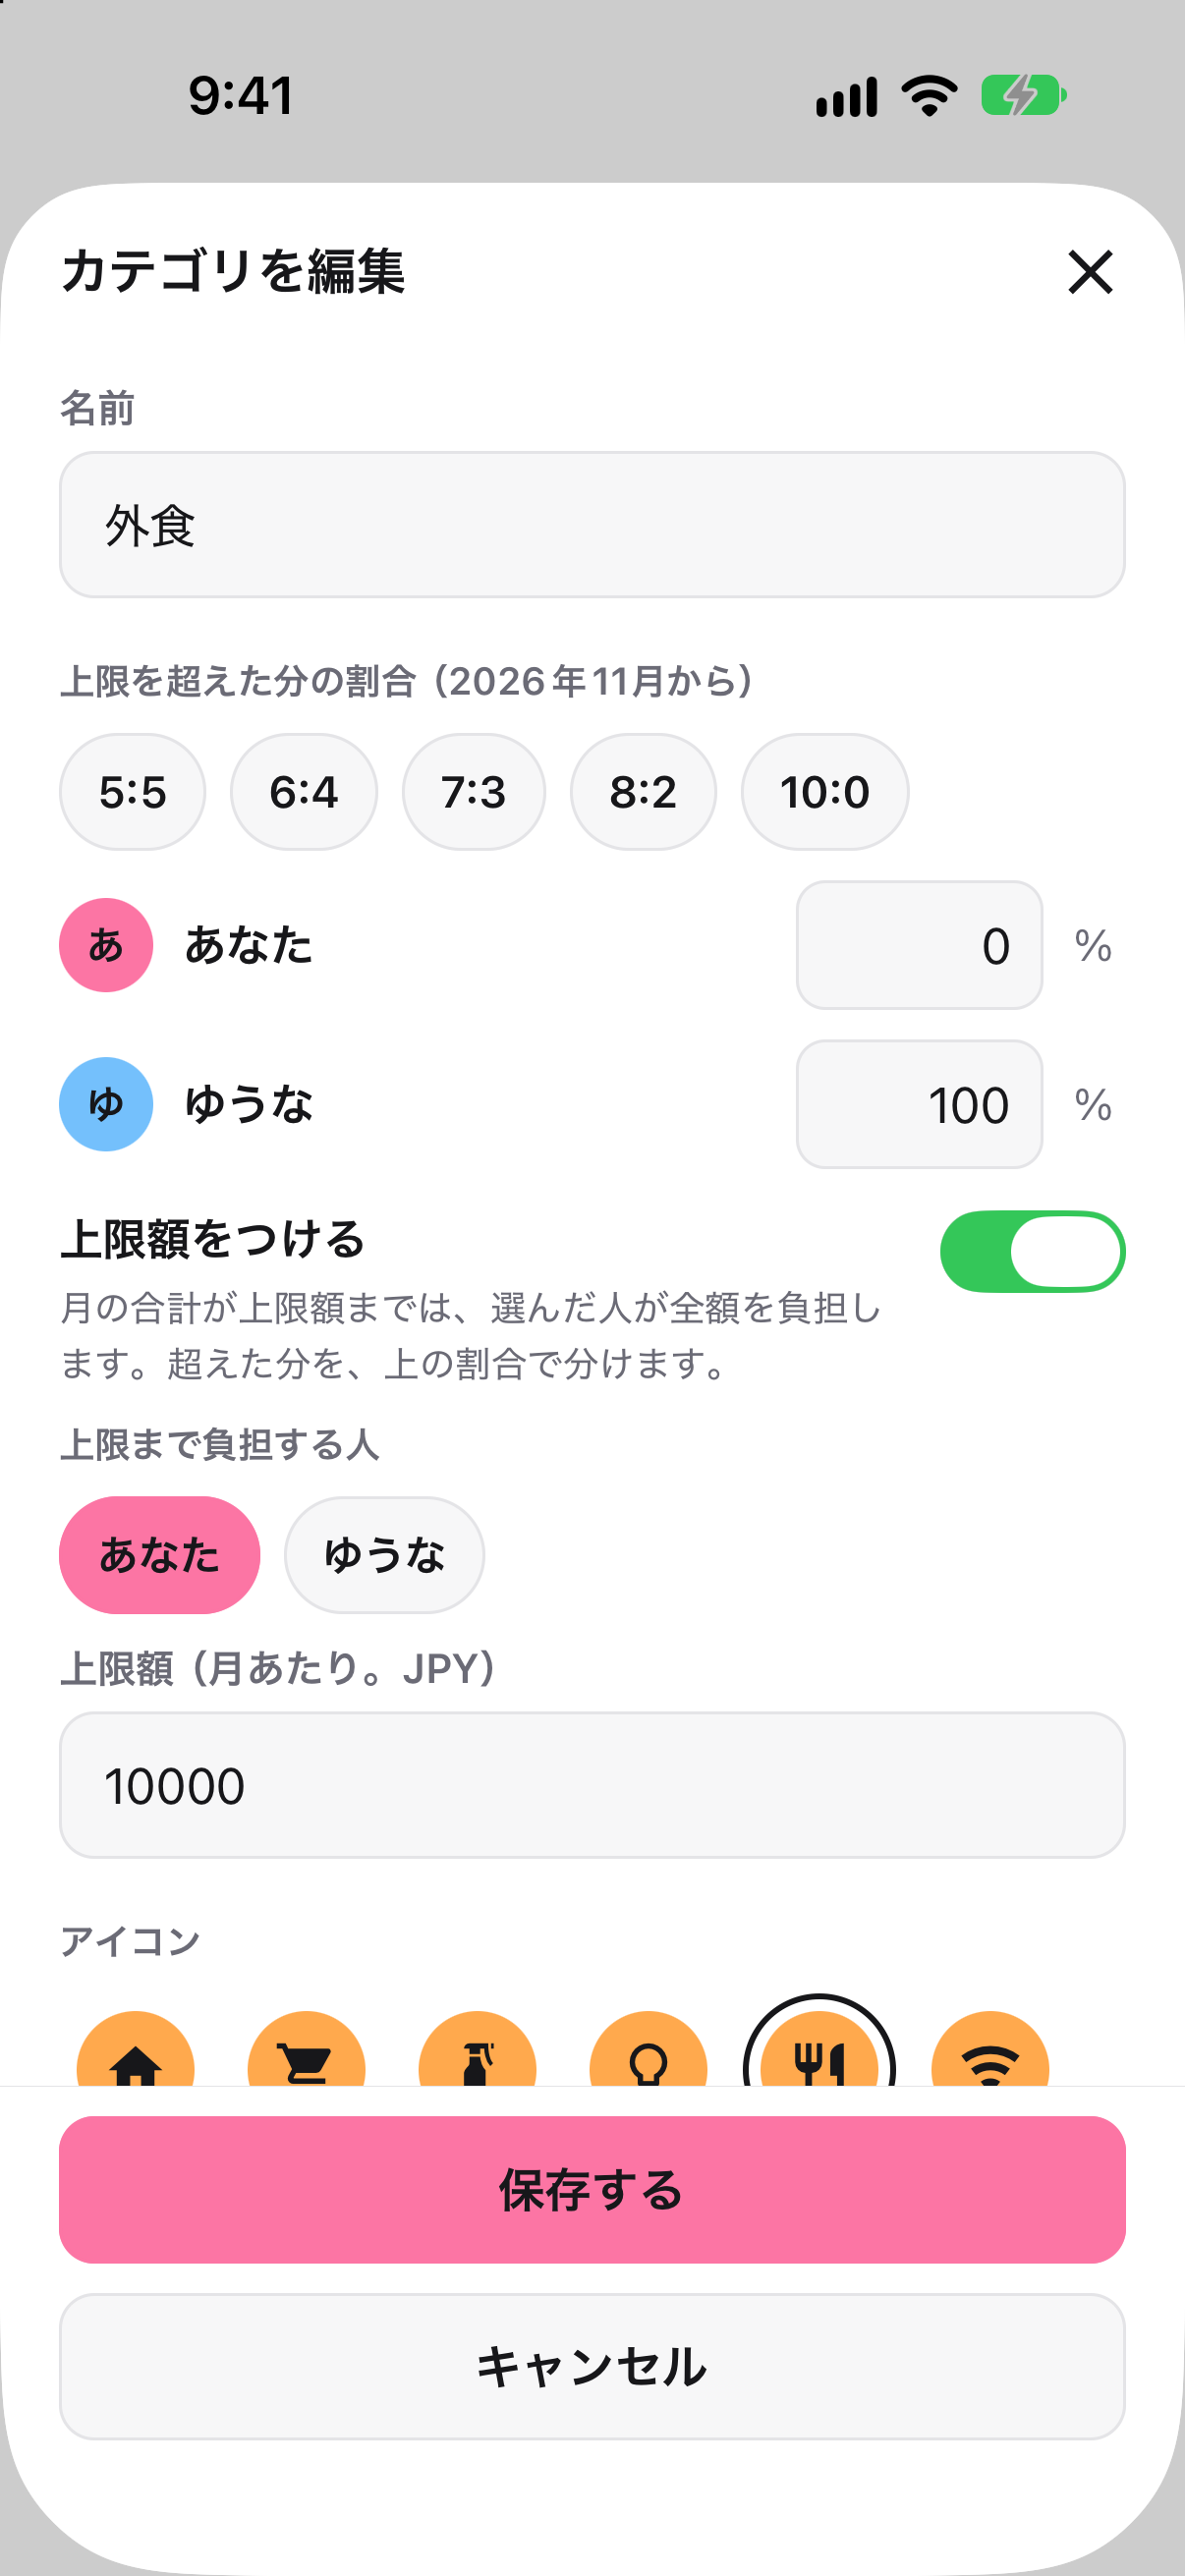 9:41
カテゴリを編集
名前
外食
上限を超えた分の割合（2026年11月から）
5:5 6:4 7:3 8:2 10:0
あ あなた 0 %
ゆ ゆうな 100 %
上限額をつける
月の合計が上限額までは、選んだ人が全額を負担し
ます。超えた分を、上の割合で分けます。
上限まで負担する人
あなた ゆうな
上限額（月あたり。JPY）
10000
アイコン
保存する
キャンセル